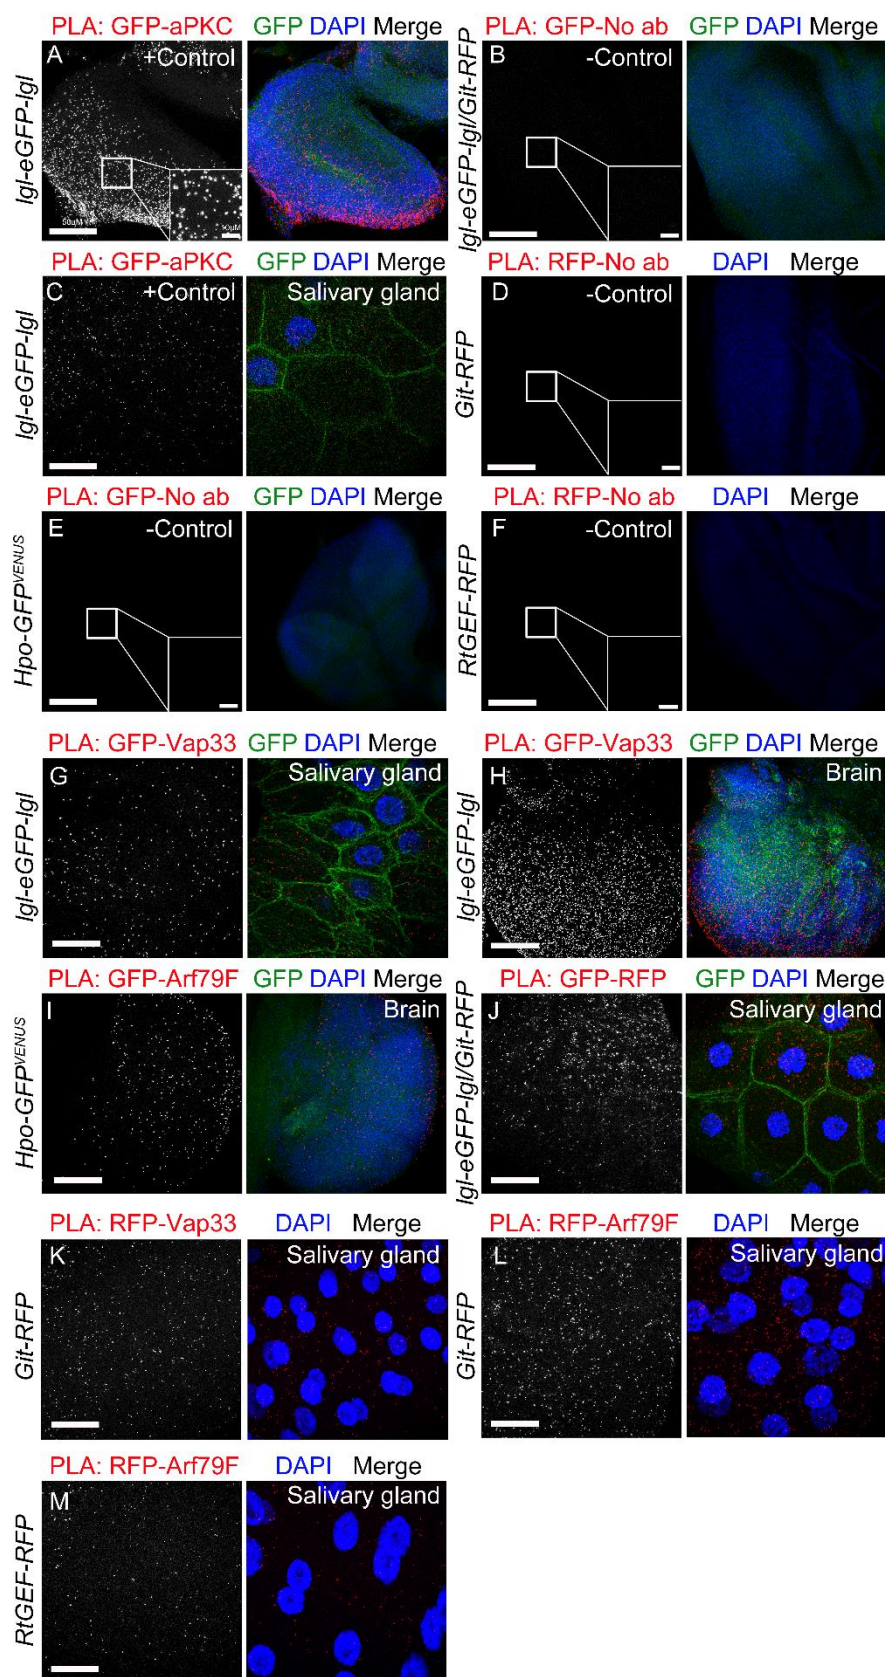 PLA: GFP-aPKC GFP DAPI Merge
A +Control
lgl-eGFP-lgl
50µM
10µM
PLA: GFP-No ab GFP DAPI Merge
B -Control
lgl-eGFP-lgl/Git-RFP
PLA: GFP-aPKC GFP DAPI Merge
C +Control Salivary gland
lgl-eGFP-lgl
PLA: RFP-No ab DAPI Merge
D -Control
Git-RFP
PLA: GFP-No ab GFP DAPI Merge
E -Control
Hpo-GFPVENUS
PLA: RFP-No ab DAPI Merge
F -Control
RtGEF-RFP
PLA: GFP-Vap33 GFP DAPI Merge
G Salivary gland
lgl-eGFP-lgl
PLA: GFP-Vap33 GFP DAPI Merge
H Brain
lgl-eGFP-lgl
PLA: GFP-Arf79F GFP DAPI Merge
I Brain
Hpo-GFPVENUS
PLA: GFP-RFP GFP DAPI Merge
J Salivary gland
lgl-eGFP-lgl/Git-RFP
PLA: RFP-Vap33 DAPI Merge
K Salivary gland
Git-RFP
PLA: RFP-Arf79F DAPI Merge
L Salivary gland
Git-RFP
PLA: RFP-Arf79F DAPI Merge
M Salivary gland
RtGEF-RFP